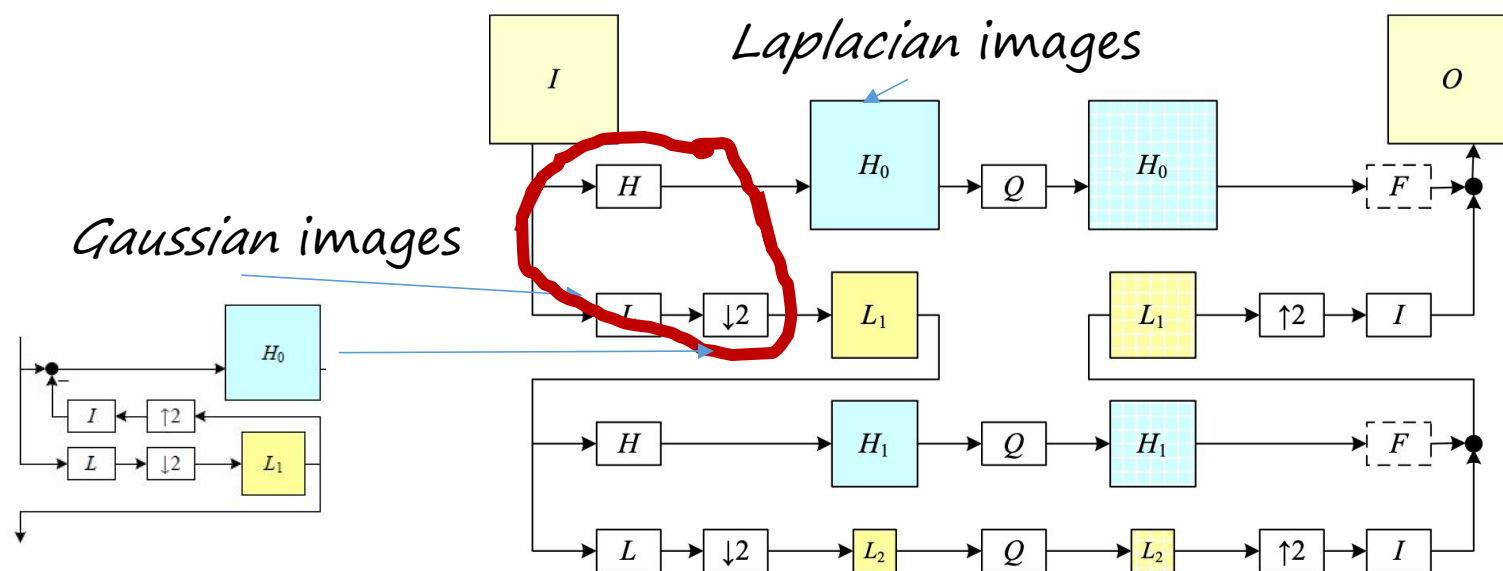 Laplacian images
I
O
H H₀ Q H₀ F
Gaussian images
L ↓2 L₁ L₁ ↑2 I
H₀
–
I ↑2
L ↓2 L₁
H H₁ Q H₁ F
L ↓2 L₂ Q L₂ ↑2 I